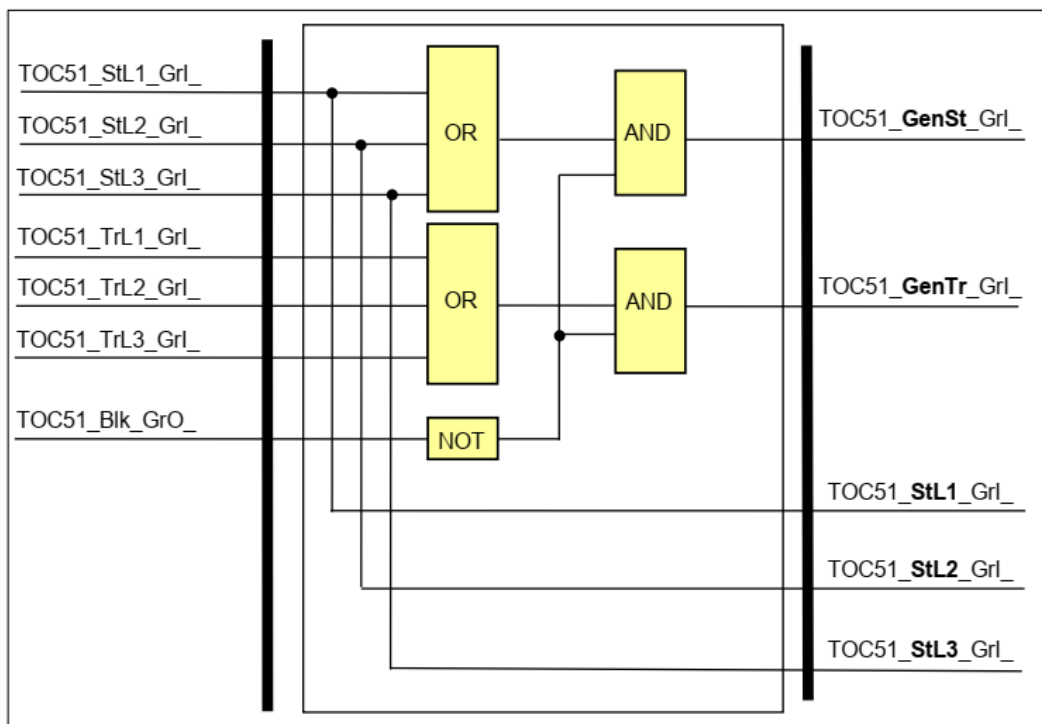 TOC51_StL1_GrI_
TOC51_StL2_GrI_
TOC51_StL3_GrI_
TOC51_TrL1_GrI_
TOC51_TrL2_GrI_
TOC51_TrL3_GrI_
TOC51_Blk_GrO_
OR
OR
NOT
AND
AND
TOC51_GenSt_GrI_
TOC51_GenTr_GrI_
TOC51_StL1_GrI_
TOC51_StL2_GrI_
TOC51_StL3_GrI_